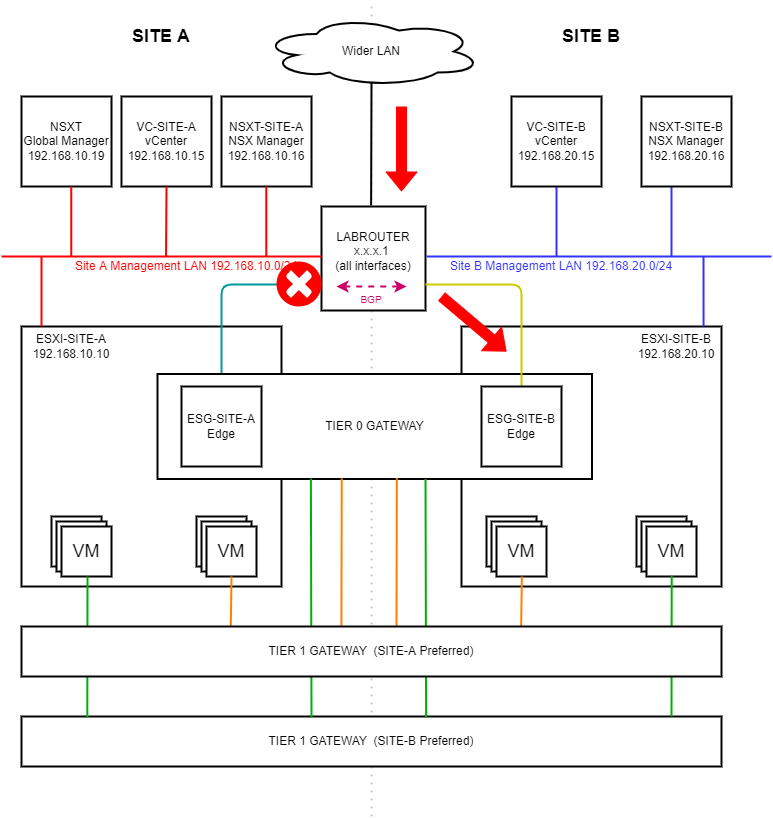 SITE A
SITE B
Wider LAN
NSXT
Global Manager
192.168.10.19
VC-SITE-A
vCenter
192.168.10.15
NSXT-SITE-A
NSX Manager
192.168.10.16
VC-SITE-B
vCenter
192.168.20.15
NSXT-SITE-B
NSX Manager
192.168.20.16
LABROUTER
x.x.x.1
(all interfaces)
BGP
Site A Management LAN 192.168.10.0/24
Site B Management LAN 192.168.20.0/24
ESXI-SITE-A
192.168.10.10
ESXI-SITE-B
192.168.20.10
ESG-SITE-A
Edge
TIER 0 GATEWAY
ESG-SITE-B
Edge
VM
VM
VM
VM
TIER 1 GATEWAY (SITE-A Preferred)
TIER 1 GATEWAY (SITE-B Preferred)